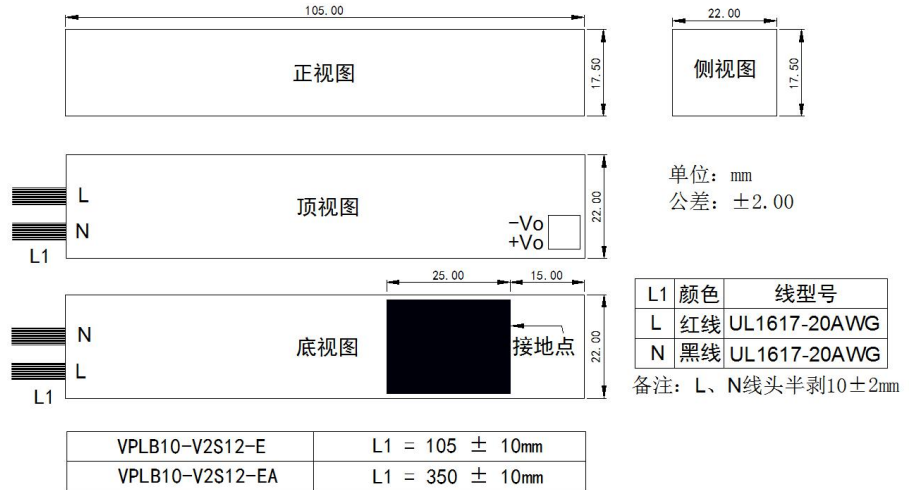 105.00
22.00
正视图
17.50
侧视图
17.50
L
N
L1
顶视图
-Vo
+Vo
22.00
单位：mm
公差：±2.00
25.00
15.00
N
L
L1
底视图
接地点
22.00
L1 颜色 线型号
L 红线 UL1617-20AWG
N 黑线 UL1617-20AWG
备注：L、N线头半剥10±2mm
VPLB10-V2S12-E L1 = 105 ± 10mm
VPLB10-V2S12-EA L1 = 350 ± 10mm